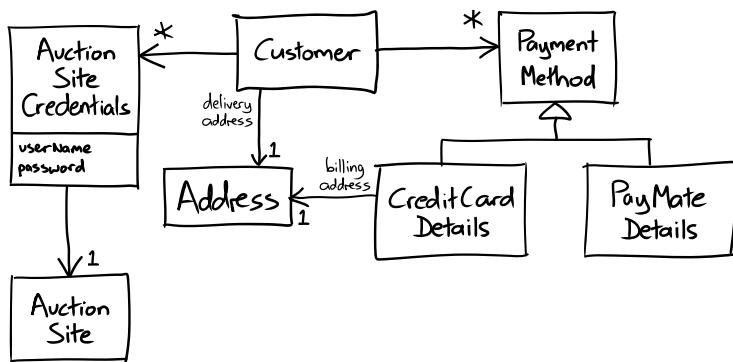 Auction
Site
Credentials
userName
password
*
Customer
*
Payment
Method
delivery
address
1
Address
billing
address
1
CreditCard
Details
PayMate
Details
1
Auction
Site